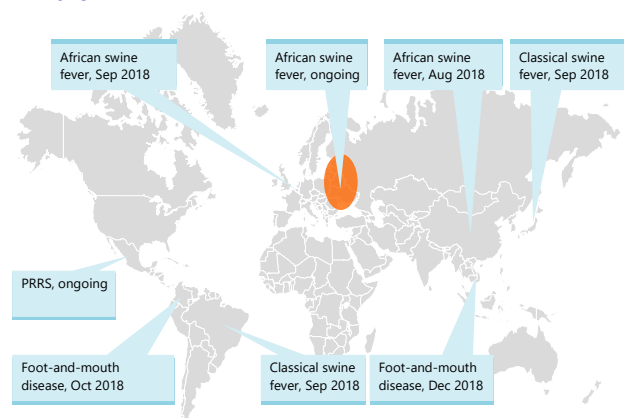 African swine
fever, Sep 2018
African swine
fever, ongoing
African swine
fever, Aug 2018
Classical swine
fever, Sep 2018
PRRS, ongoing
Foot-and-mouth
disease, Oct 2018
Classical swine
fever, Sep 2018
Foot-and-mouth
disease, Dec 2018